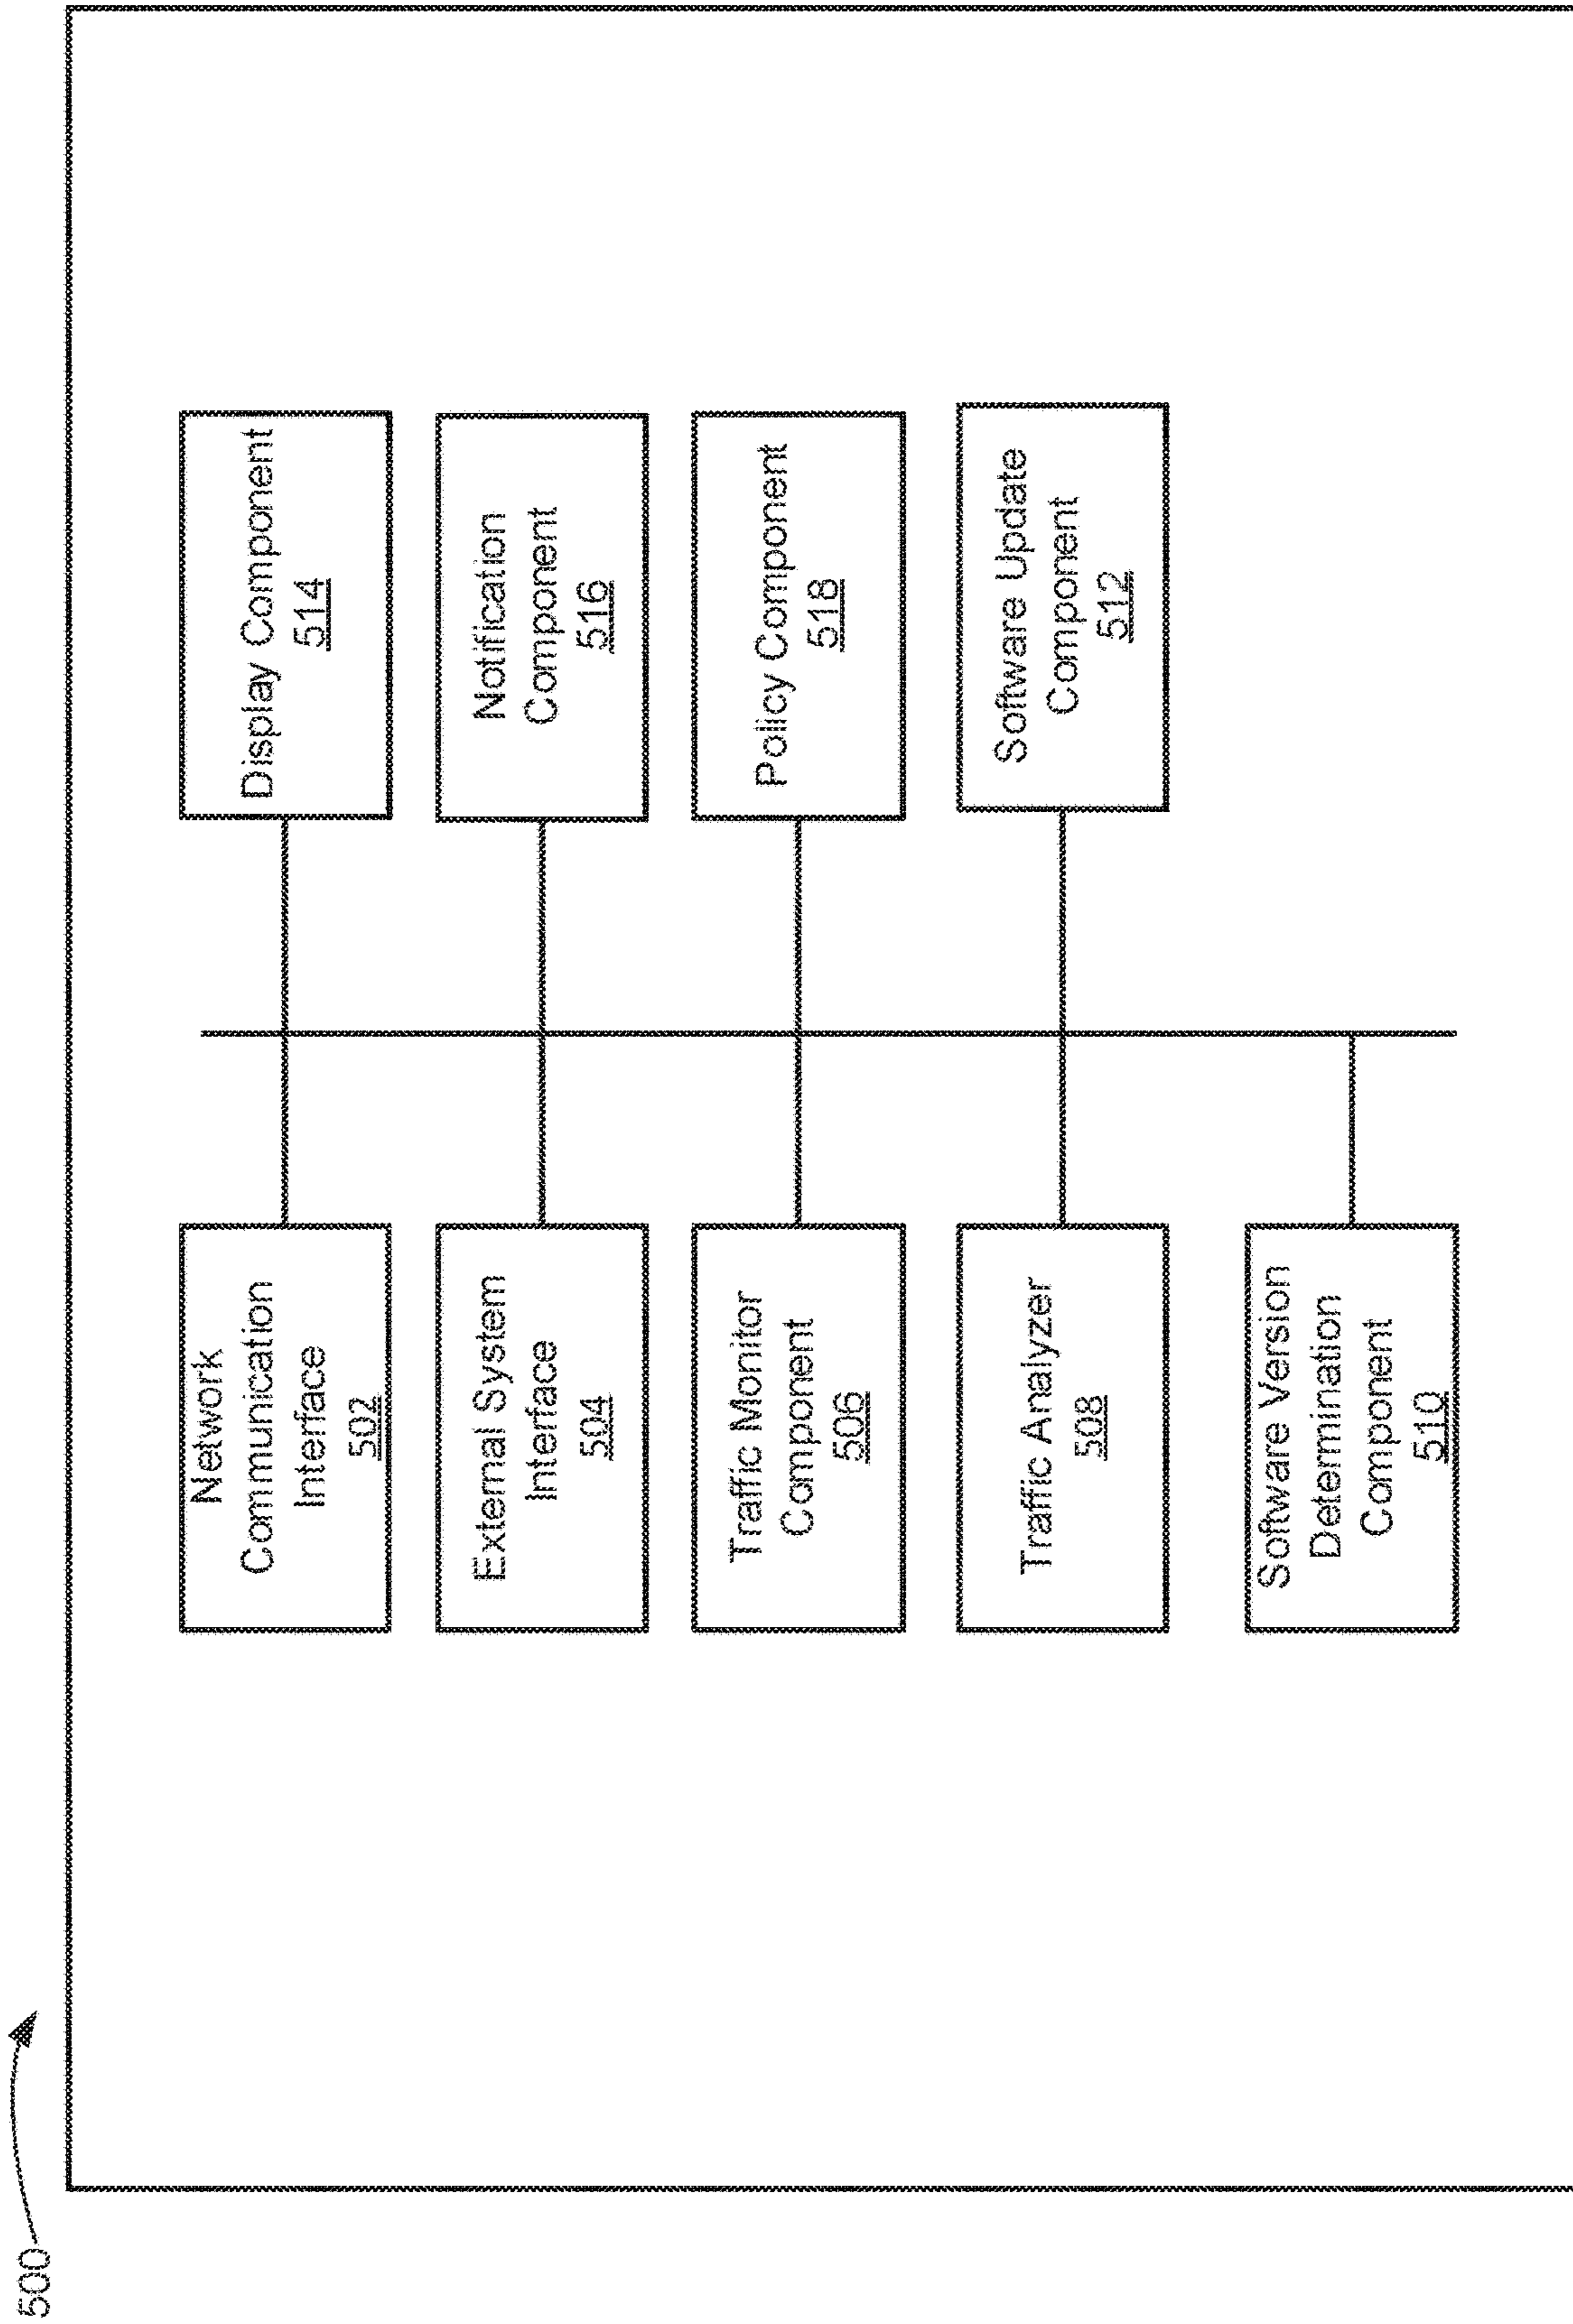 500
Network
Communication
Interface
502
Display Component
514
External System
Interface
504
Notification
Component
516
Traffic Monitor
Component
506
Policy Component
518
Traffic Analyzer
508
Software Update
Component
512
Software Version
Determination
Component
510